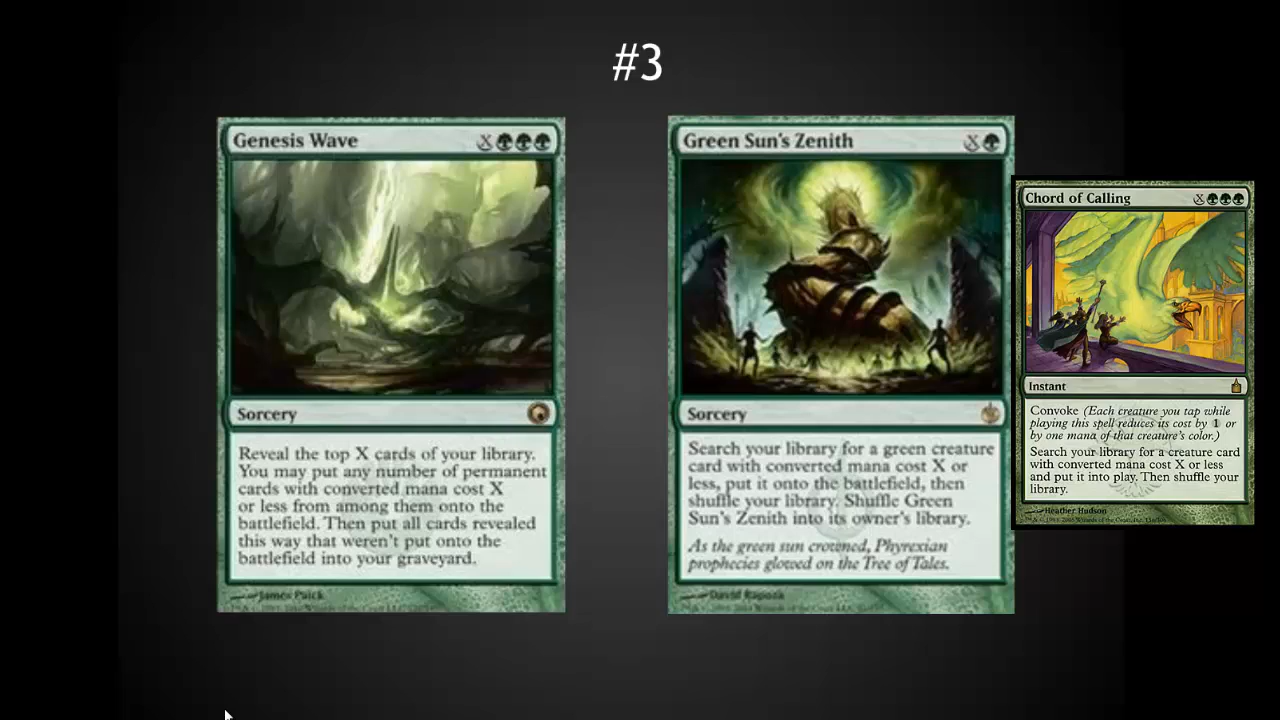 #3
Genesis Wave X
Sorcery
Reveal the top X cards of your library.
You may put any number of permanent
cards with converted mana cost X
or less from among them onto the
battlefield. Then put all cards revealed
this way that weren't put onto the
battlefield into your graveyard.
James Paick
Green Sun's Zenith X
Sorcery
Search your library for a green creature
card with converted mana cost X or
less, put it onto the battlefield, then
shuffle your library. Shuffle Green
Sun's Zenith into its owner's library.
As the green sun crowned, Phyrexian
prophecies glowed on the Tree of Tales.
David Rapoza
Chord of Calling X
Instant
Convoke (Each creature you tap while
playing this spell reduces its cost by 1 or
by one mana of that creature's color.)
Search your library for a creature card
with converted mana cost X or less
and put it into play. Then shuffle your
library.
Heather Hudson